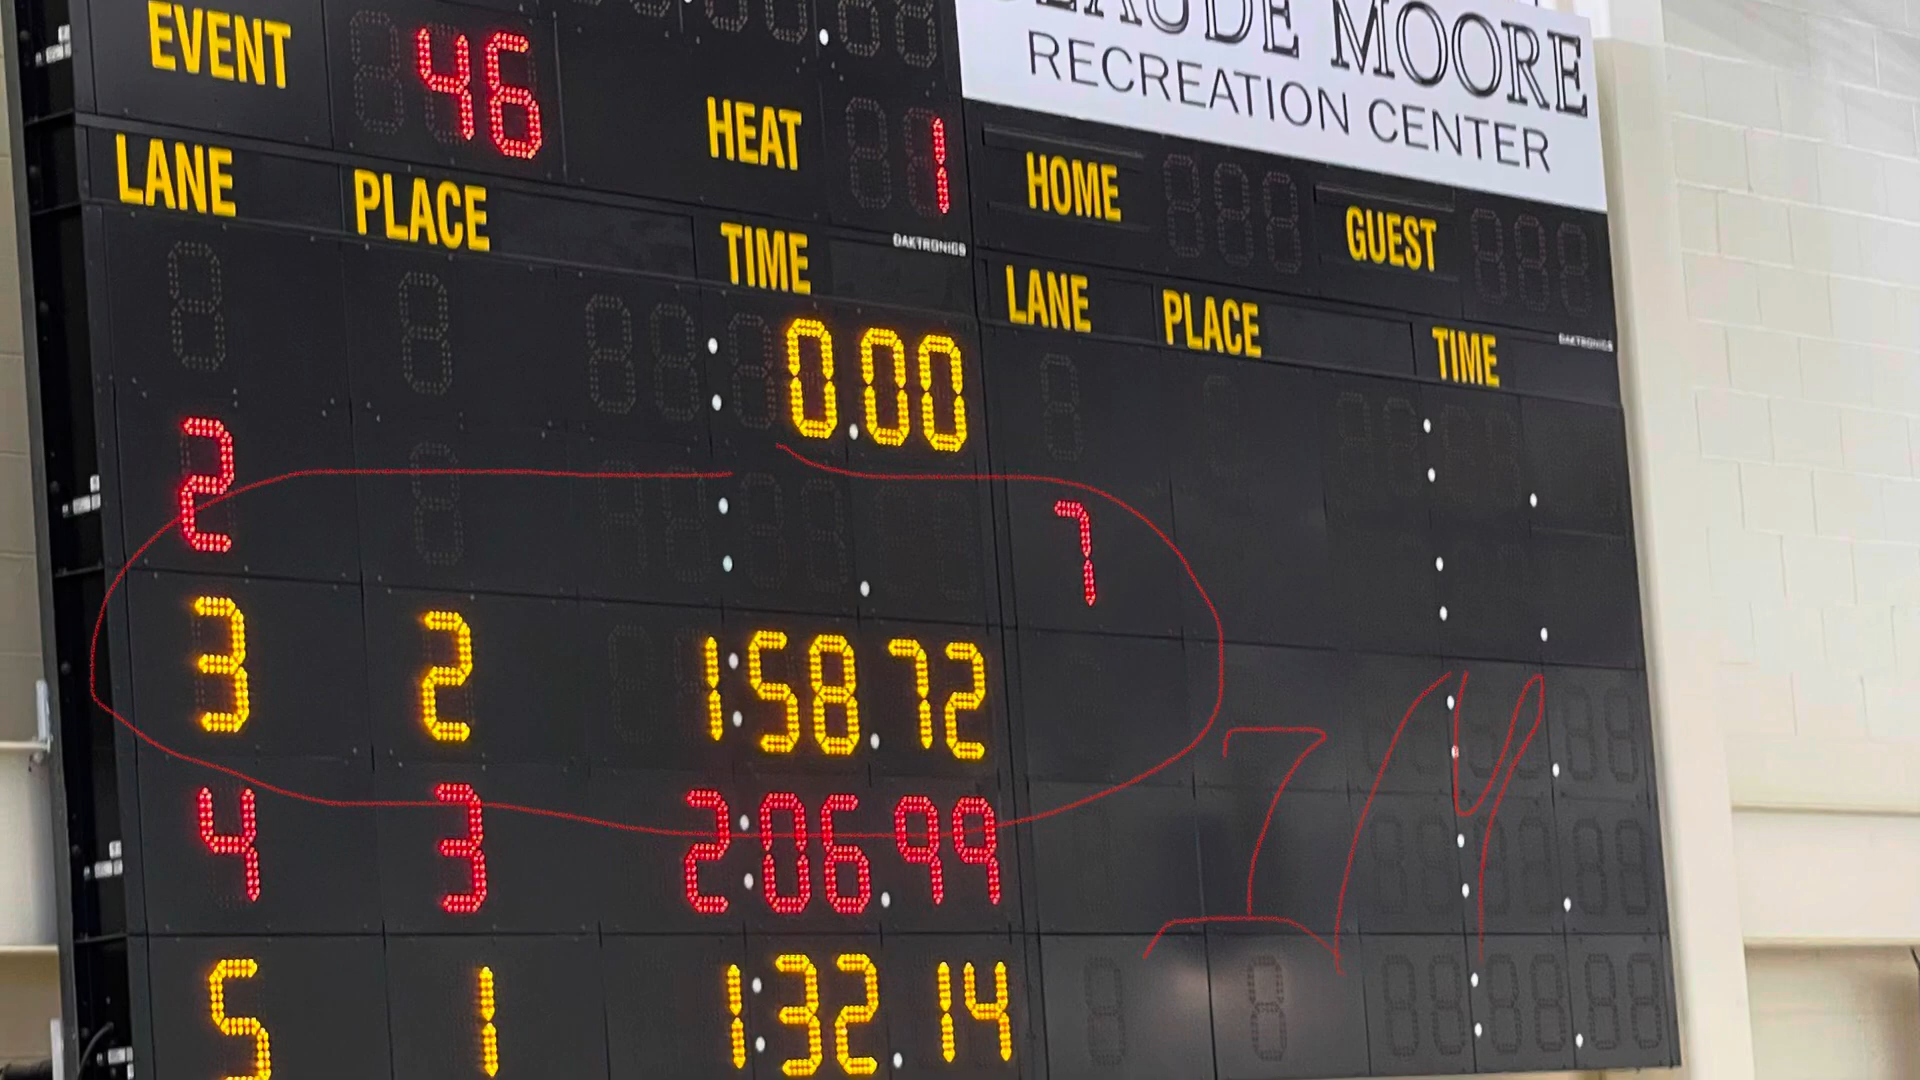 EVENT 46 HEAT 1
LANE PLACE TIME
DAKTRONICS
0.00
2
3 2 1:58.72
4 3 2:06.99
5 1 1:32.14
CLAUDE MOORE
RECREATION CENTER
HOME GUEST
LANE PLACE TIME
DAKTRONICS
7